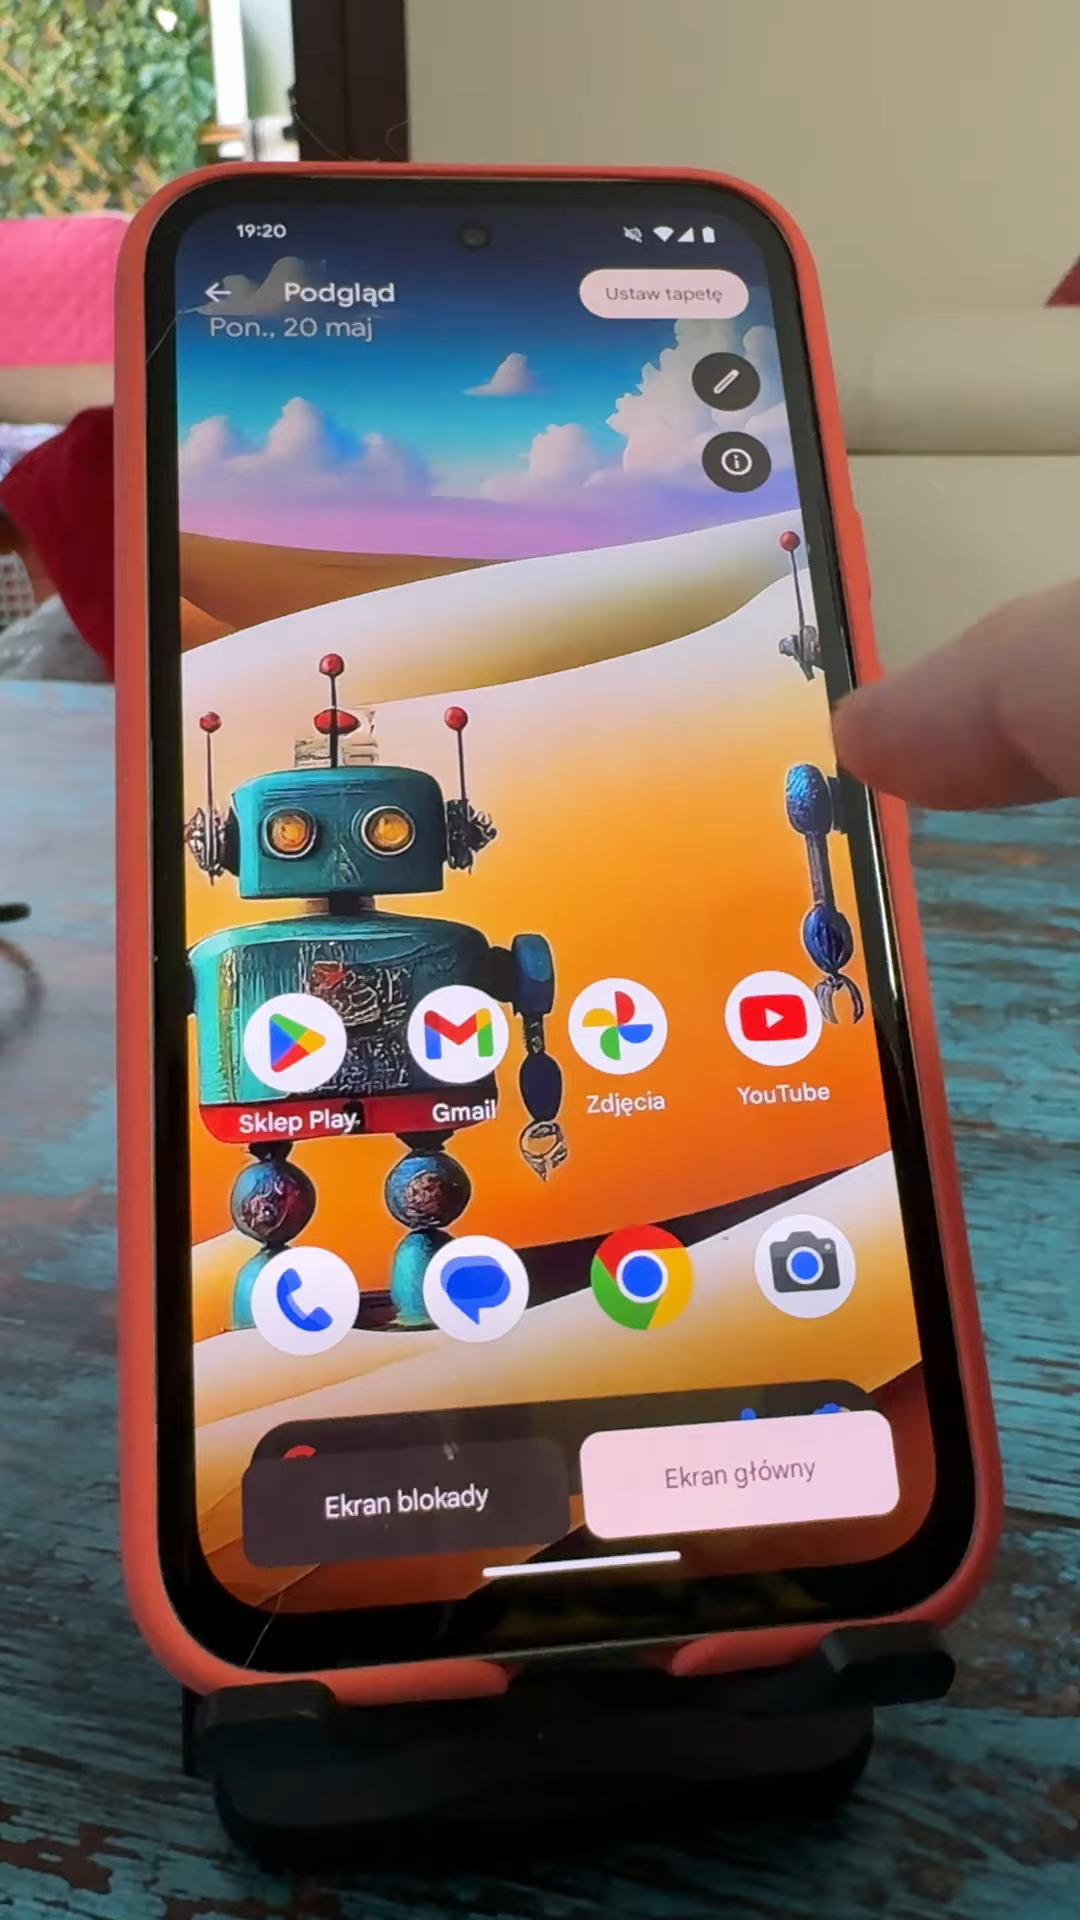 19:20
Podgląd
Ustaw tapetę
Pon., 20 maj
Sklep Play
Gmail
Zdjęcia
YouTube
Ekran blokady
Ekran główny